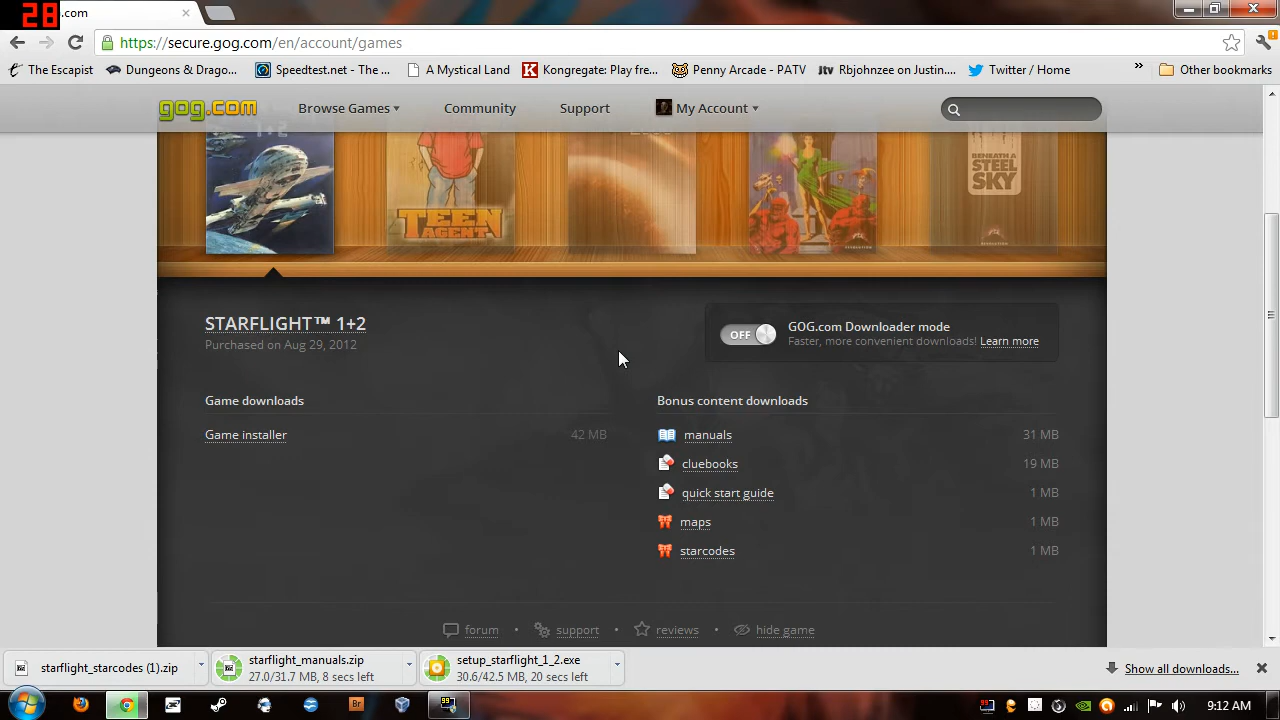 28
.com
https://secure.gog.com/en/account/games
The Escapist
Dungeons & Drago...
Speedtest.net - The ...
A Mystical Land
Kongregate: Play fre...
Penny Arcade - PATV
Rbjohnzee on Justin....
Twitter / Home
Other bookmarks
gog.com
Browse Games
Community
Support
My Account
1+2
TEEN AGENT
BENEATH A STEEL SKY
STARFLIGHT™ 1+2
Purchased on Aug 29, 2012
OFF
GOG.com Downloader mode
Faster, more convenient downloads! Learn more
Game downloads
Bonus content downloads
Game installer 42 MB
manuals 31 MB
cluebooks 19 MB
quick start guide 1 MB
maps 1 MB
starcodes 1 MB
forum • support • reviews • hide game
starflight_starcodes (1).zip
starflight_manuals.zip
27.0/31.7 MB, 8 secs left
setup_starflight_1_2.exe
30.6/42.5 MB, 20 secs left
Show all downloads...
9:12 AM